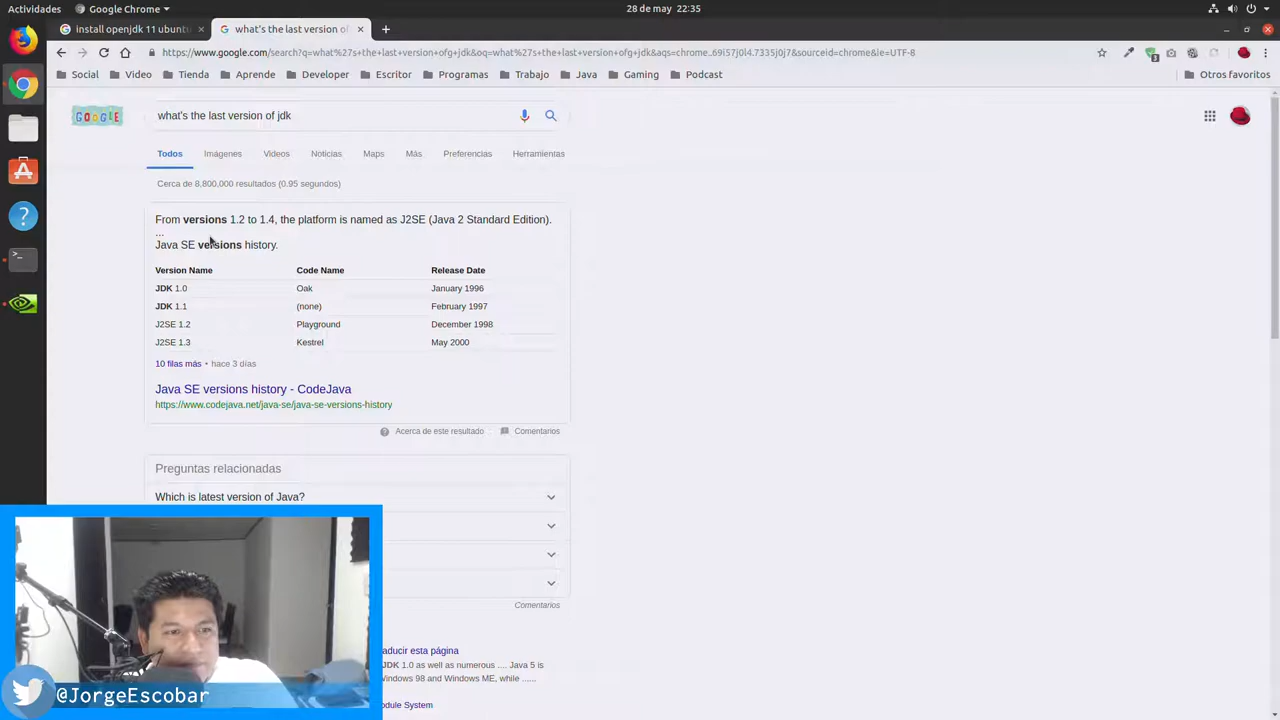 Actividades
Google Chrome
28 de may 22:35
install openjdk 11 ubuntu
what's the last version of
https://www.google.com/search?q=what%27s+the+last+version+ofg+jdk&oq=what%27s+the+last+version+ofg+jdk&aqs=chrome..69i57j0l4.7335j0j7&sourceid=chrome&ie=UTF-8
Social
Video
Tienda
Aprende
Developer
Escritor
Programas
Trabajo
Java
Gaming
Podcast
Otros favoritos
GOOGLE
what's the last version of jdk
Todos
Imágenes
Videos
Noticias
Maps
Más
Preferencias
Herramientas
Cerca de 8,800,000 resultados (0.95 segundos)
From versions 1.2 to 1.4, the platform is named as J2SE (Java 2 Standard Edition).
...
Java SE versions history.
Version Name Code Name Release Date
JDK 1.0 Oak January 1996
JDK 1.1 (none) February 1997
J2SE 1.2 Playground December 1998
J2SE 1.3 Kestrel May 2000
10 filas más • hace 3 días
Java SE versions history - CodeJava
https://www.codejava.net/java-se/java-se-versions-history
Acerca de este resultado
Comentarios
Preguntas relacionadas
Which is latest version of Java?
Comentarios
aducir esta página
JDK 1.0 as well as numerous .... Java 5 is
Windows 98 and Windows ME, while ......
odule System
@JorgeEscobar